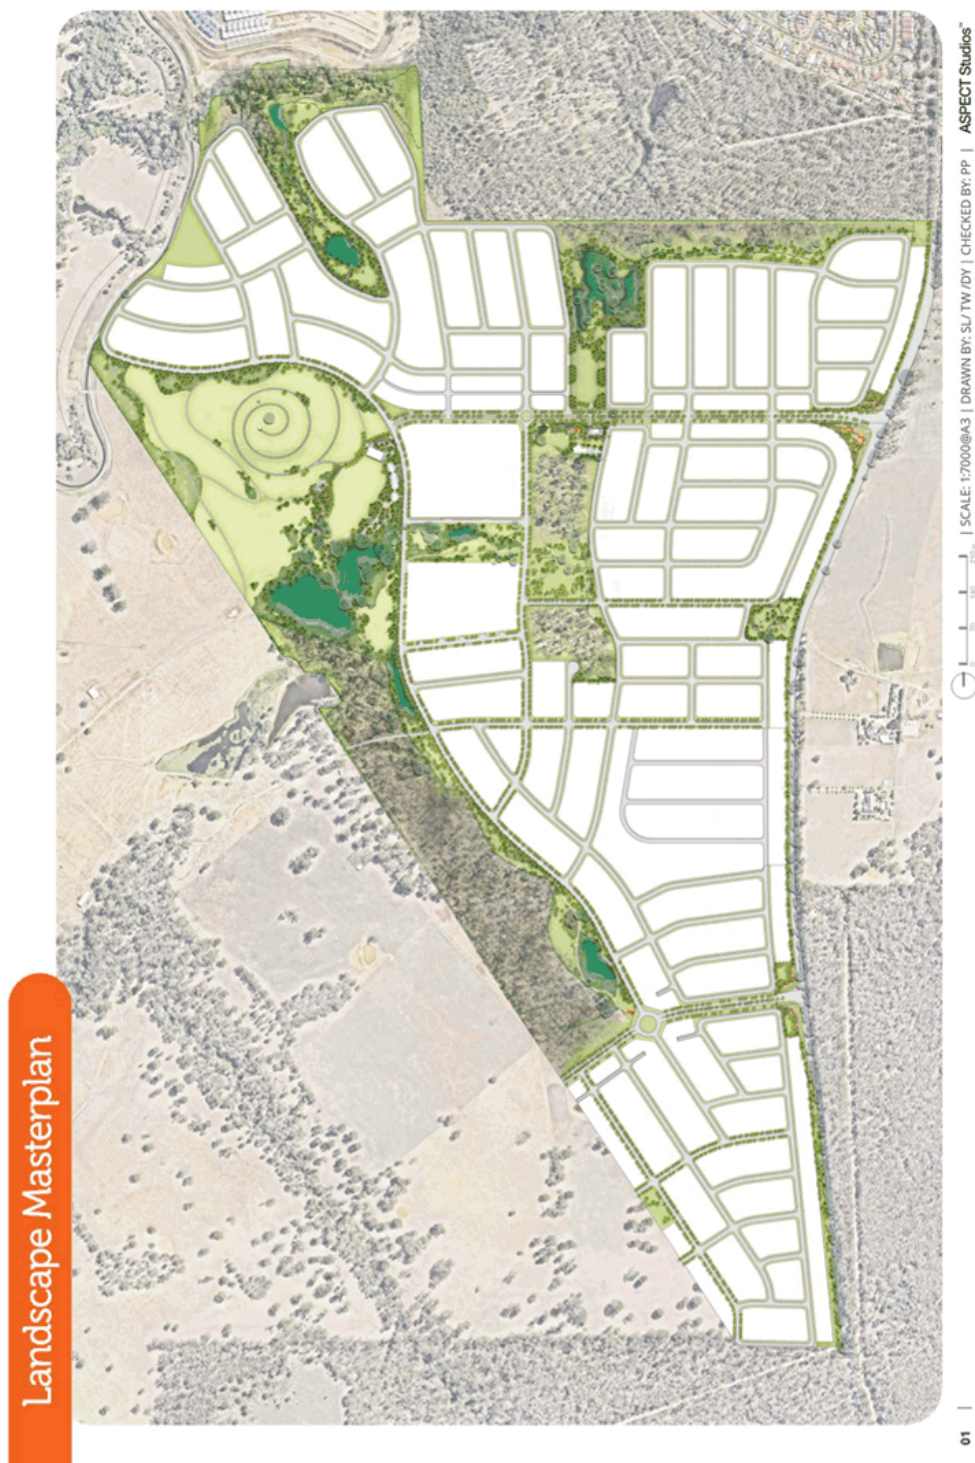 Landscape Masterplan
01 | | SCALE: 1:7000@A3 | DRAWN BY: SL/ TW /DY | CHECKED BY: PP | ASPECT Studios™